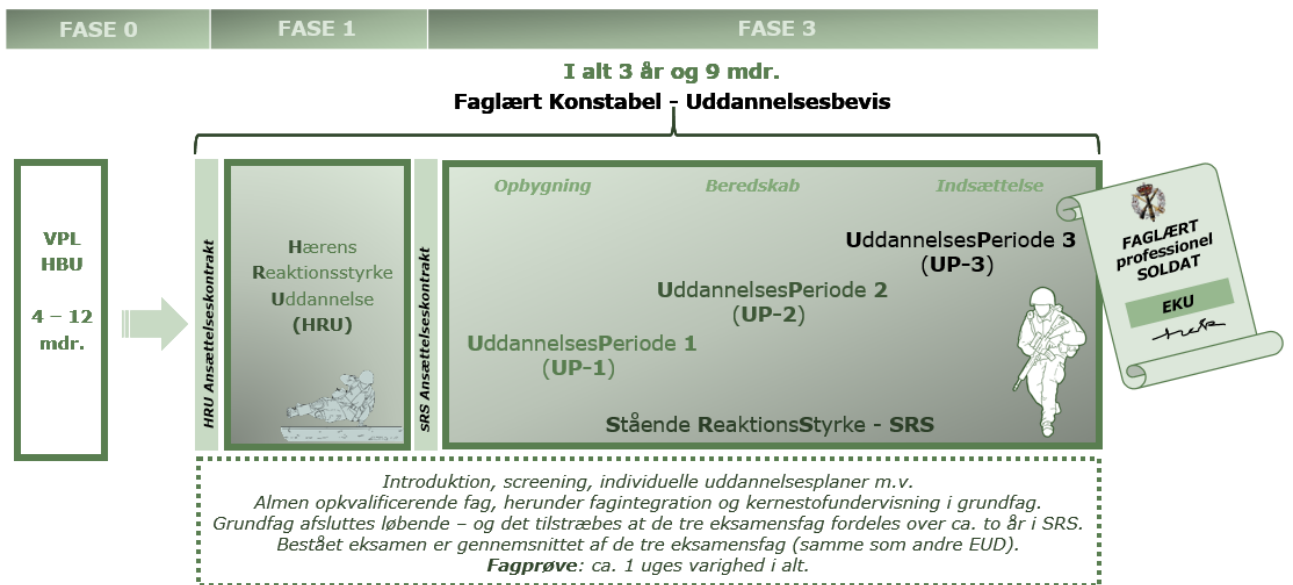 FASE 0
FASE 1
FASE 3
I alt 3 år og 9 mdr.
Faglært Konstabel - Uddannelsesbevis
VPL
HBU
4 – 12
mdr.
HRU Ansættelseskontrakt
Hærens
Reaktionsstyrke
Uddannelse
(HRU)
SRS Ansættelseskontrakt
Opbygning
Beredskab
Indsættelse
UddannelsesPeriode 1
(UP-1)
UddannelsesPeriode 2
(UP-2)
UddannelsesPeriode 3
(UP-3)
Stående ReaktionsStyrke - SRS
FAGLÆRT
professionel
SOLDAT
EKU
Introduktion, screening, individuelle uddannelsesplaner m.v.
Almen opkvalificerende fag, herunder fagintegration og kernestofundervisning i grundfag.
Grundfag afsluttes løbende – og det tilstræbes at de tre eksamensfag fordeles over ca. to år i SRS.
Bestået eksamen er gennemsnittet af de tre eksamensfag (samme som andre EUD).
Fagprøve: ca. 1 uges varighed i alt.